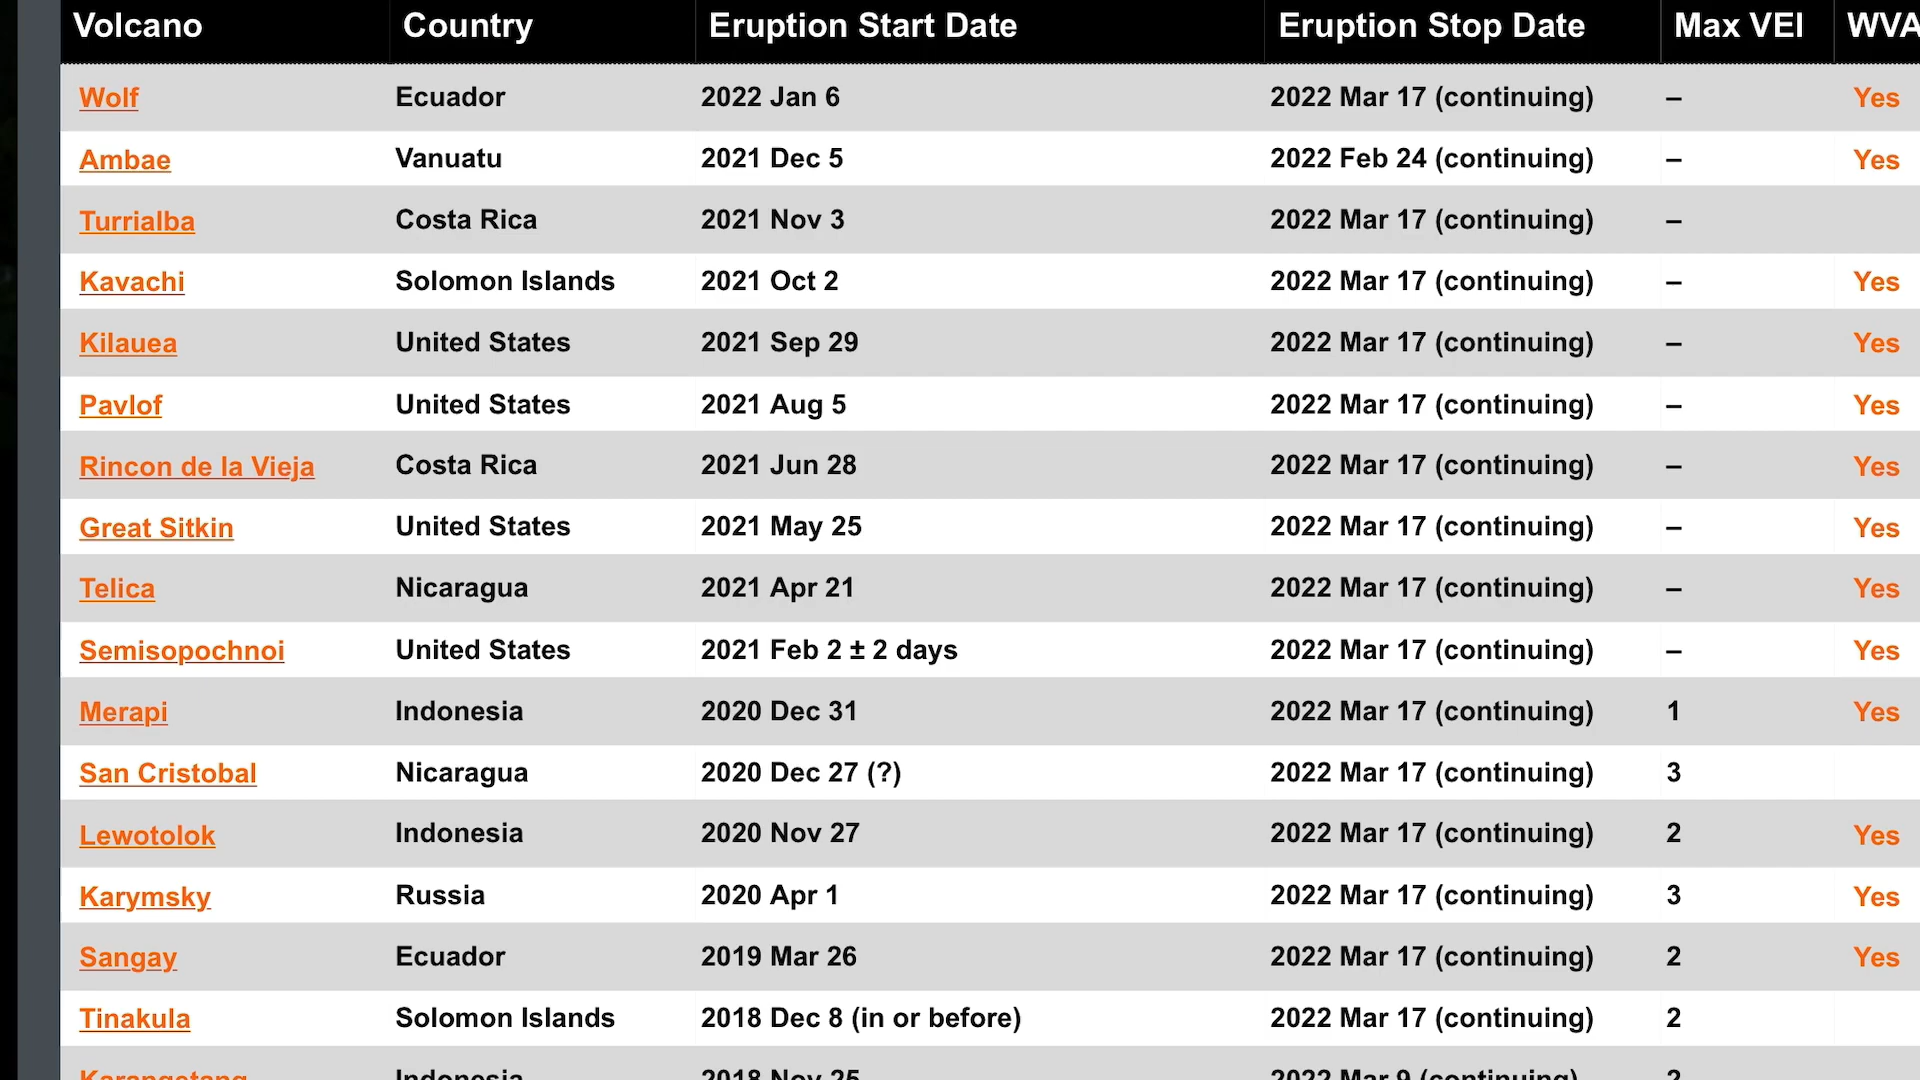 Volcano Country Eruption Start Date Eruption Stop Date Max VEI WVA
Wolf Ecuador 2022 Jan 6 2022 Mar 17 (continuing) – Yes
Ambae Vanuatu 2021 Dec 5 2022 Feb 24 (continuing) – Yes
Turrialba Costa Rica 2021 Nov 3 2022 Mar 17 (continuing) –
Kavachi Solomon Islands 2021 Oct 2 2022 Mar 17 (continuing) – Yes
Kilauea United States 2021 Sep 29 2022 Mar 17 (continuing) – Yes
Pavlof United States 2021 Aug 5 2022 Mar 17 (continuing) – Yes
Rincon de la Vieja Costa Rica 2021 Jun 28 2022 Mar 17 (continuing) – Yes
Great Sitkin United States 2021 May 25 2022 Mar 17 (continuing) – Yes
Telica Nicaragua 2021 Apr 21 2022 Mar 17 (continuing) – Yes
Semisopochnoi United States 2021 Feb 2 ± 2 days 2022 Mar 17 (continuing) – Yes
Merapi Indonesia 2020 Dec 31 2022 Mar 17 (continuing) 1 Yes
San Cristobal Nicaragua 2020 Dec 27 (?) 2022 Mar 17 (continuing) 3
Lewotolok Indonesia 2020 Nov 27 2022 Mar 17 (continuing) 2 Yes
Karymsky Russia 2020 Apr 1 2022 Mar 17 (continuing) 3 Yes
Sangay Ecuador 2019 Mar 26 2022 Mar 17 (continuing) 2 Yes
Tinakula Solomon Islands 2018 Dec 8 (in or before) 2022 Mar 17 (continuing) 2
Karangetang Indonesia 2018 Nov 25 2022 Mar 9 (continuing) 2